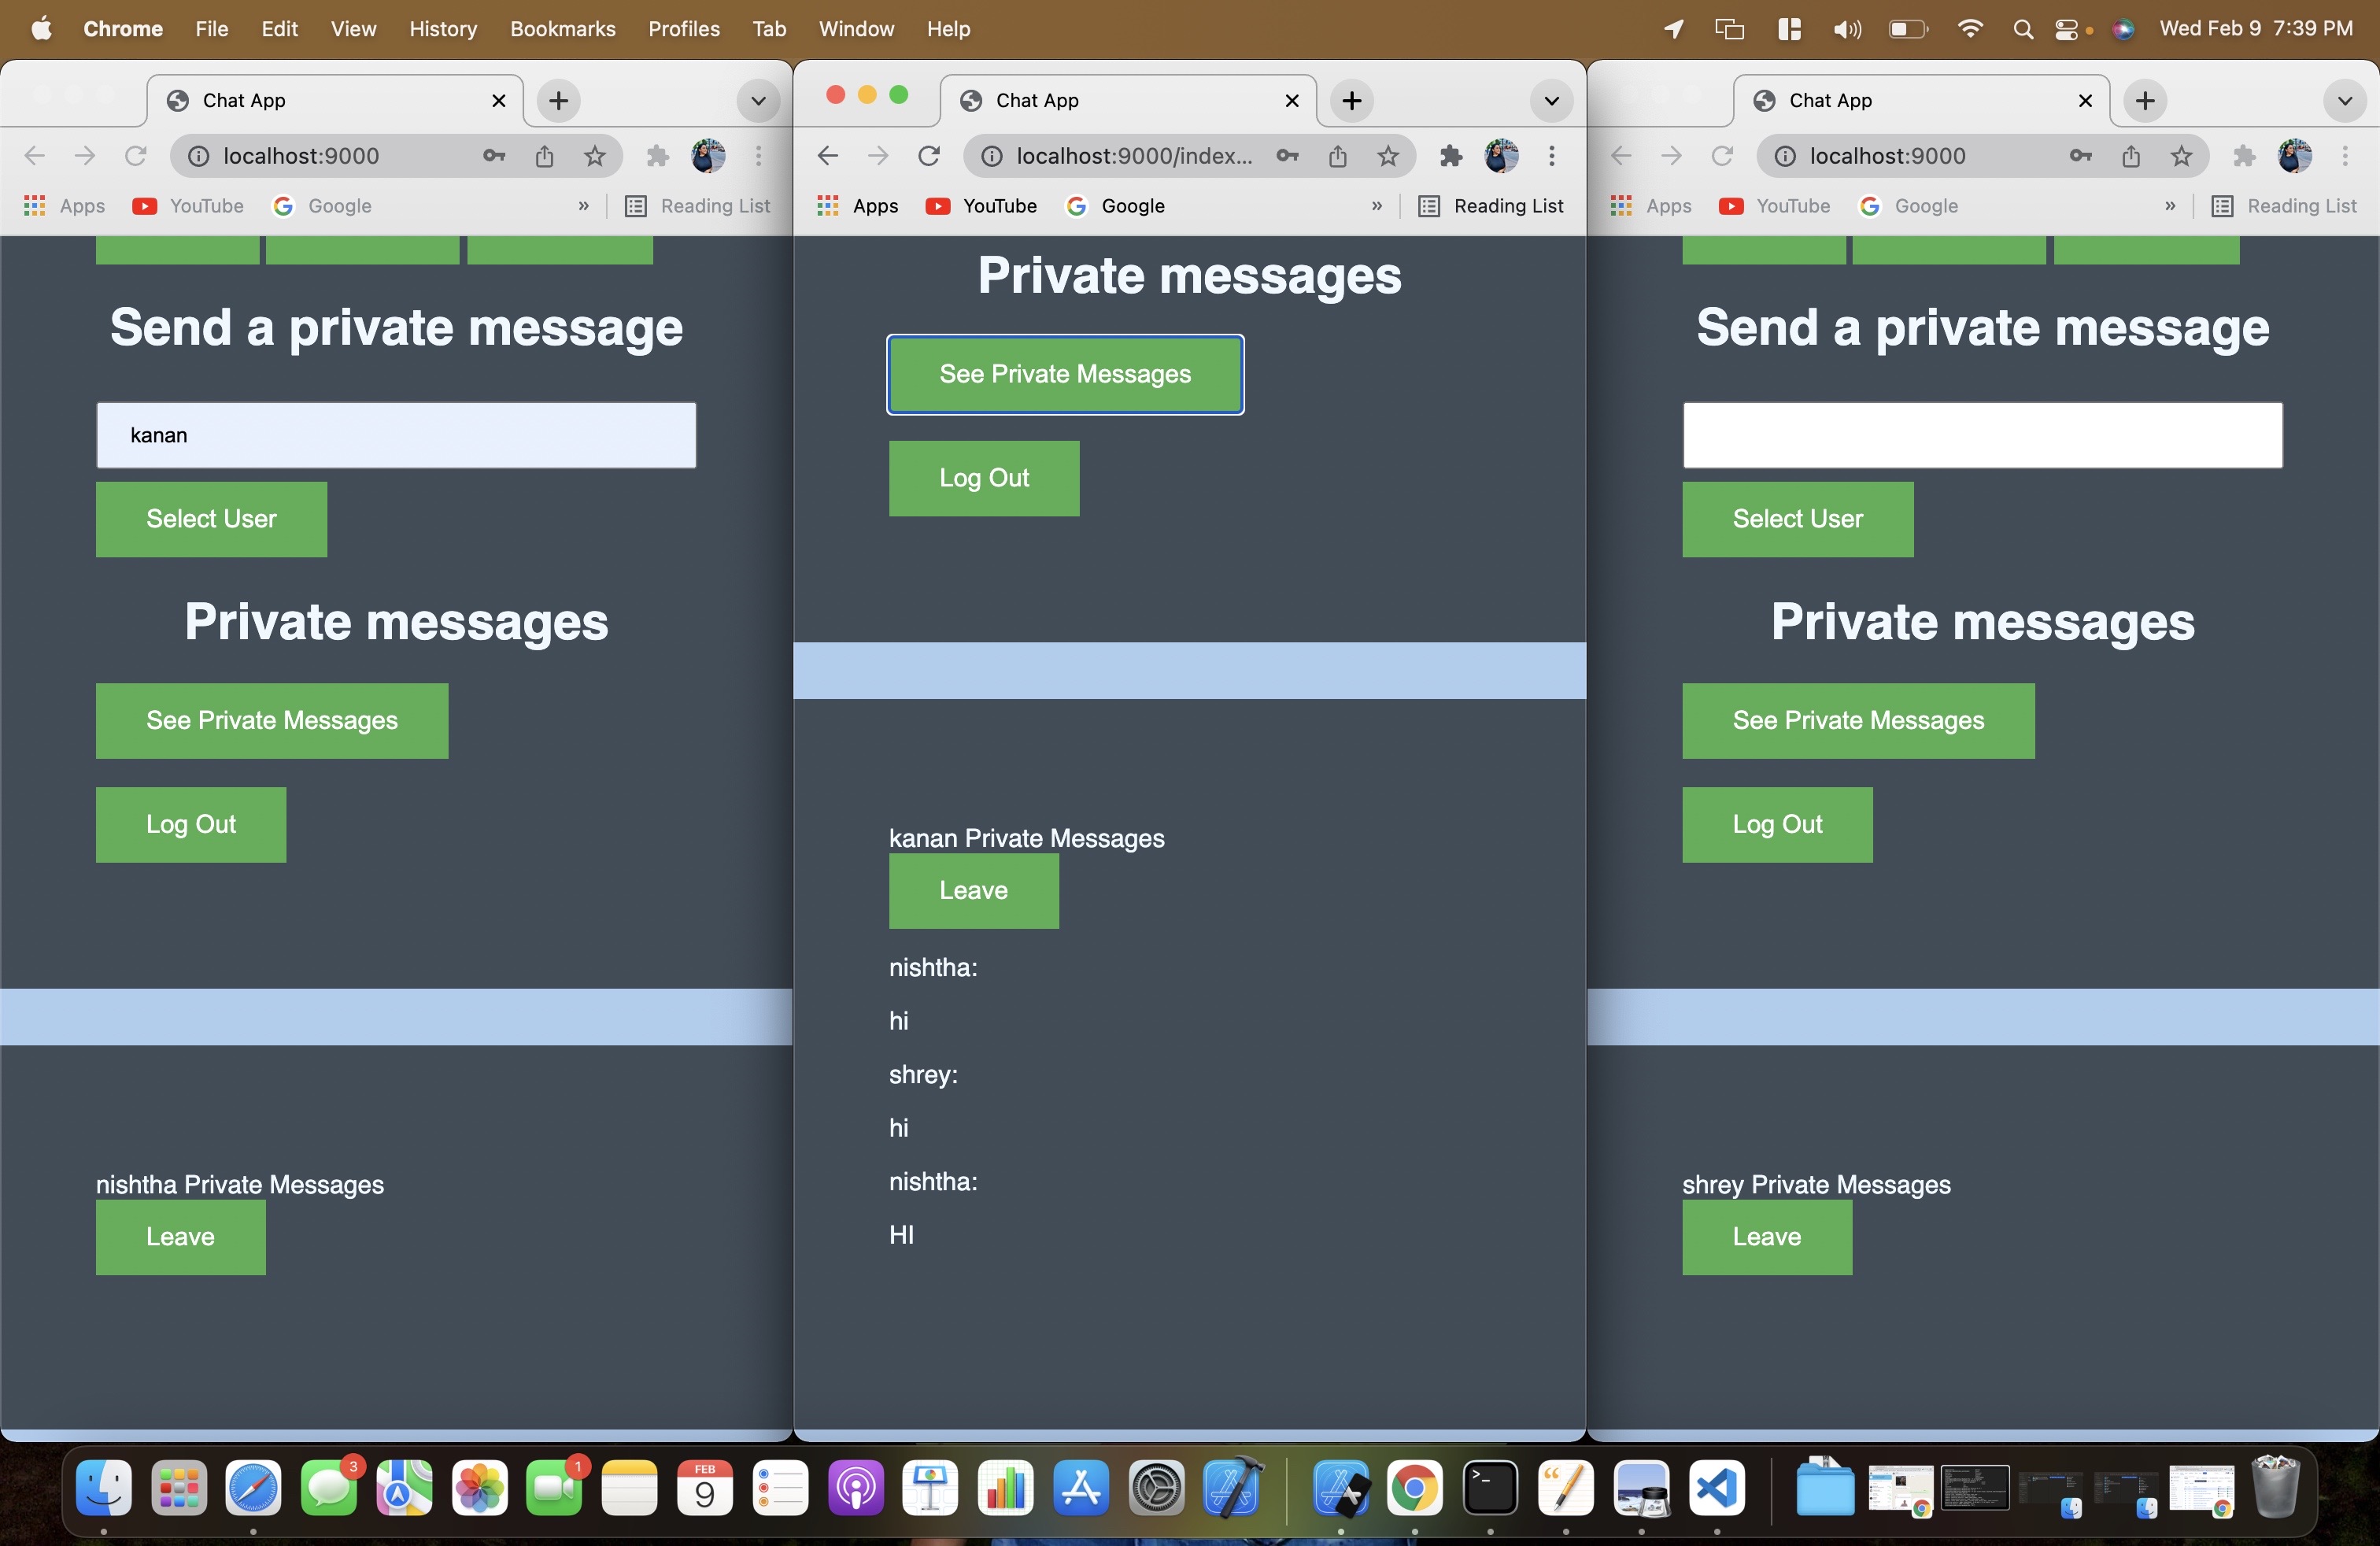 Chrome File Edit View History Bookmarks Profiles Tab Window Help Wed Feb 9 7:39 PM
Chat App
localhost:9000
Apps YouTube Google » Reading List
Send a private message
kanan
Select User
Private messages
See Private Messages
Log Out
nishtha Private Messages
Leave
Chat App
localhost:9000/index...
Apps YouTube Google » Reading List
Private messages
See Private Messages
Log Out
kanan Private Messages
Leave
nishtha:
hi
shrey:
hi
nishtha:
HI
Chat App
localhost:9000
Apps YouTube Google » Reading List
Send a private message
Select User
Private messages
See Private Messages
Log Out
shrey Private Messages
Leave
3
1
FEB
9